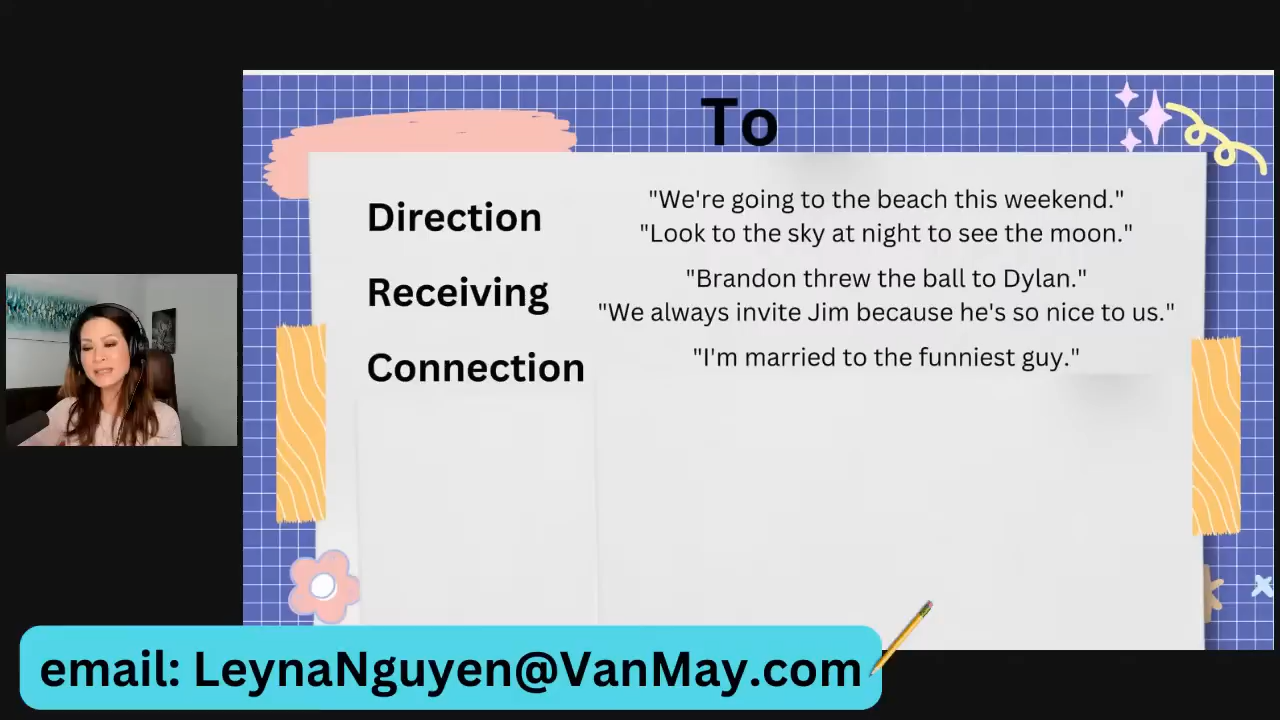 To
Direction
"We're going to the beach this weekend."
"Look to the sky at night to see the moon."
Receiving
"Brandon threw the ball to Dylan."
"We always invite Jim because he's so nice to us."
Connection
"I'm married to the funniest guy."
email: LeynaNguyen@VanMay.com